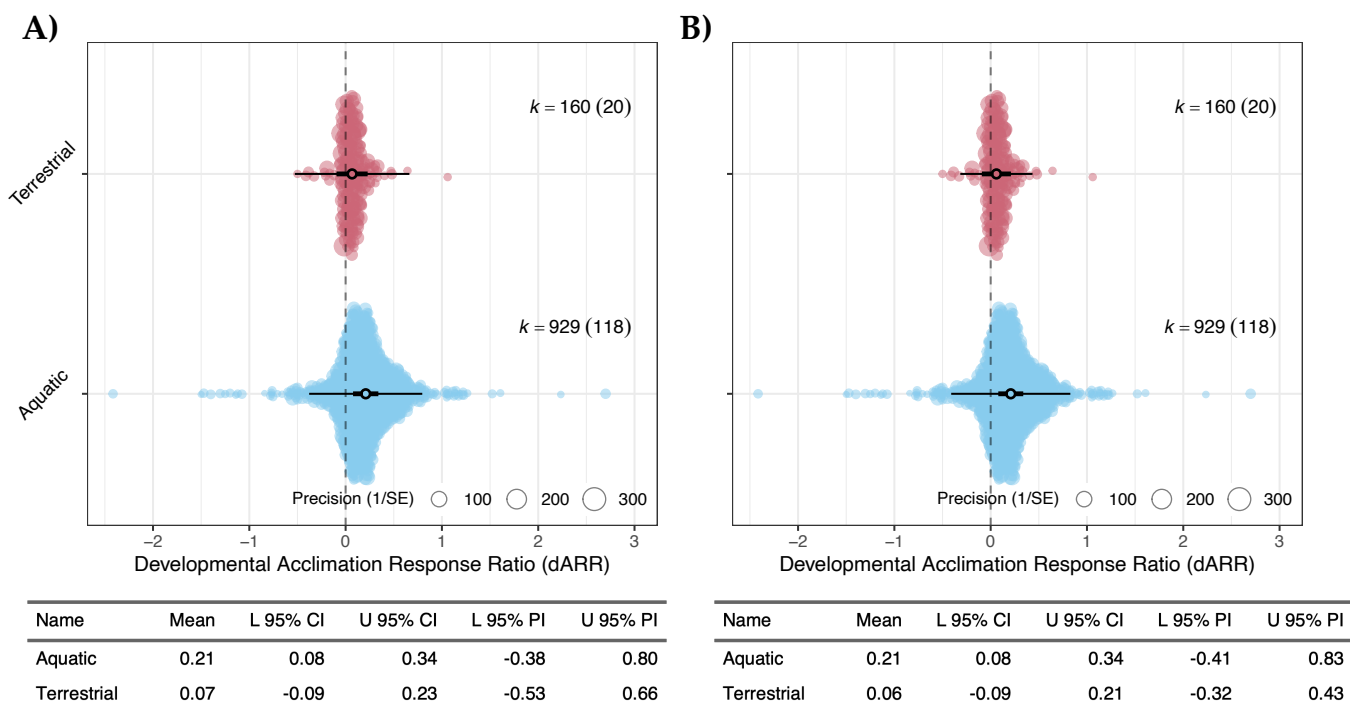 A)
B)
Terrestrial
k = 160 (20)
k = 160 (20)
Aquatic
k = 929 (118)
k = 929 (118)
Precision (1/SE) 100 200 300
Precision (1/SE) 100 200 300
−2 −1 0 1 2 3
−2 −1 0 1 2 3
Developmental Acclimation Response Ratio (dARR)
Developmental Acclimation Response Ratio (dARR)
Name Mean L 95% CI U 95% CI L 95% PI U 95% PI
Aquatic 0.21 0.08 0.34 -0.38 0.80
Terrestrial 0.07 -0.09 0.23 -0.53 0.66
Name Mean L 95% CI U 95% CI L 95% PI U 95% PI
Aquatic 0.21 0.08 0.34 -0.41 0.83
Terrestrial 0.06 -0.09 0.21 -0.32 0.43